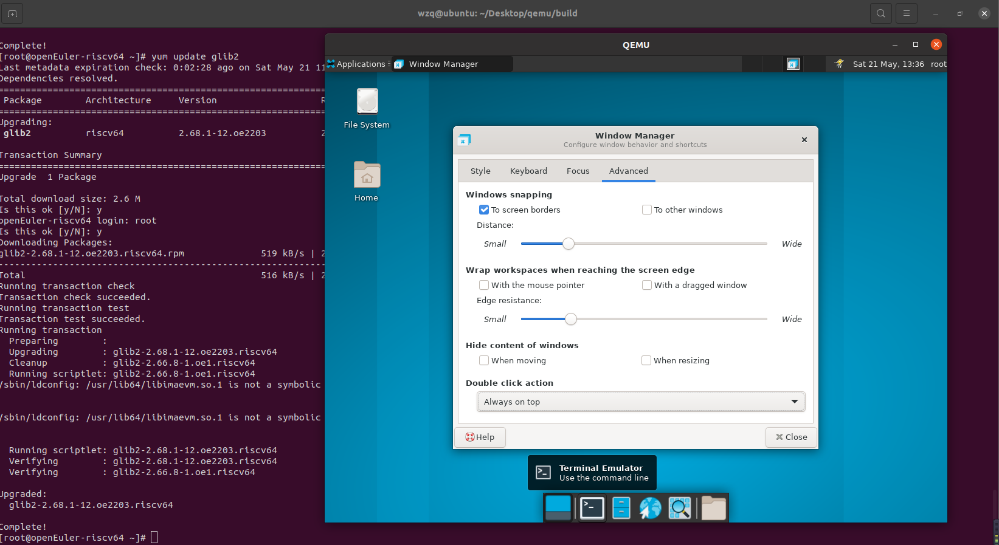 wzq@ubuntu: ~/Desktop/qemu/build
Complete!
[root@openEuler-riscv64 ~]# yum update glib2
Last metadata expiration check: 0:02:28 ago on Sat May 21 11
Dependencies resolved.
Package Architecture Version R
Upgrading:
glib2 riscv64 2.68.1-12.oe2203 2
Transaction Summary
Upgrade 1 Package
Total download size: 2.6 M
Is this ok [y/N]: y
openEuler-riscv64 login: root
Is this ok [y/N]: y
Downloading Packages:
glib2-2.68.1-12.oe2203.riscv64.rpm 519 kB/s | 2
Total 516 kB/s | 2
Running transaction check
Transaction check succeeded.
Running transaction test
Transaction test succeeded.
Running transaction
Preparing :
Upgrading : glib2-2.68.1-12.oe2203.riscv64
Cleanup : glib2-2.66.8-1.oe1.riscv64
Running scriptlet: glib2-2.66.8-1.oe1.riscv64
/sbin/ldconfig: /usr/lib64/libimaevm.so.1 is not a symbolic
/sbin/ldconfig: /usr/lib64/libimaevm.so.1 is not a symbolic
Running scriptlet: glib2-2.68.1-12.oe2203.riscv64
Verifying : glib2-2.68.1-12.oe2203.riscv64
Verifying : glib2-2.66.8-1.oe1.riscv64
Upgraded:
glib2-2.68.1-12.oe2203.riscv64
Complete!
[root@openEuler-riscv64 ~]#
QEMU
Applications Window Manager Sat 21 May, 13:36 root
File System
Home
Window Manager
Configure window behavior and shortcuts
Style Keyboard Focus Advanced
Windows snapping
To screen borders To other windows
Distance:
Small Wide
Wrap workspaces when reaching the screen edge
With the mouse pointer With a dragged window
Edge resistance:
Small Wide
Hide content of windows
When moving When resizing
Double click action
Always on top
Help Close
Terminal Emulator
Use the command line